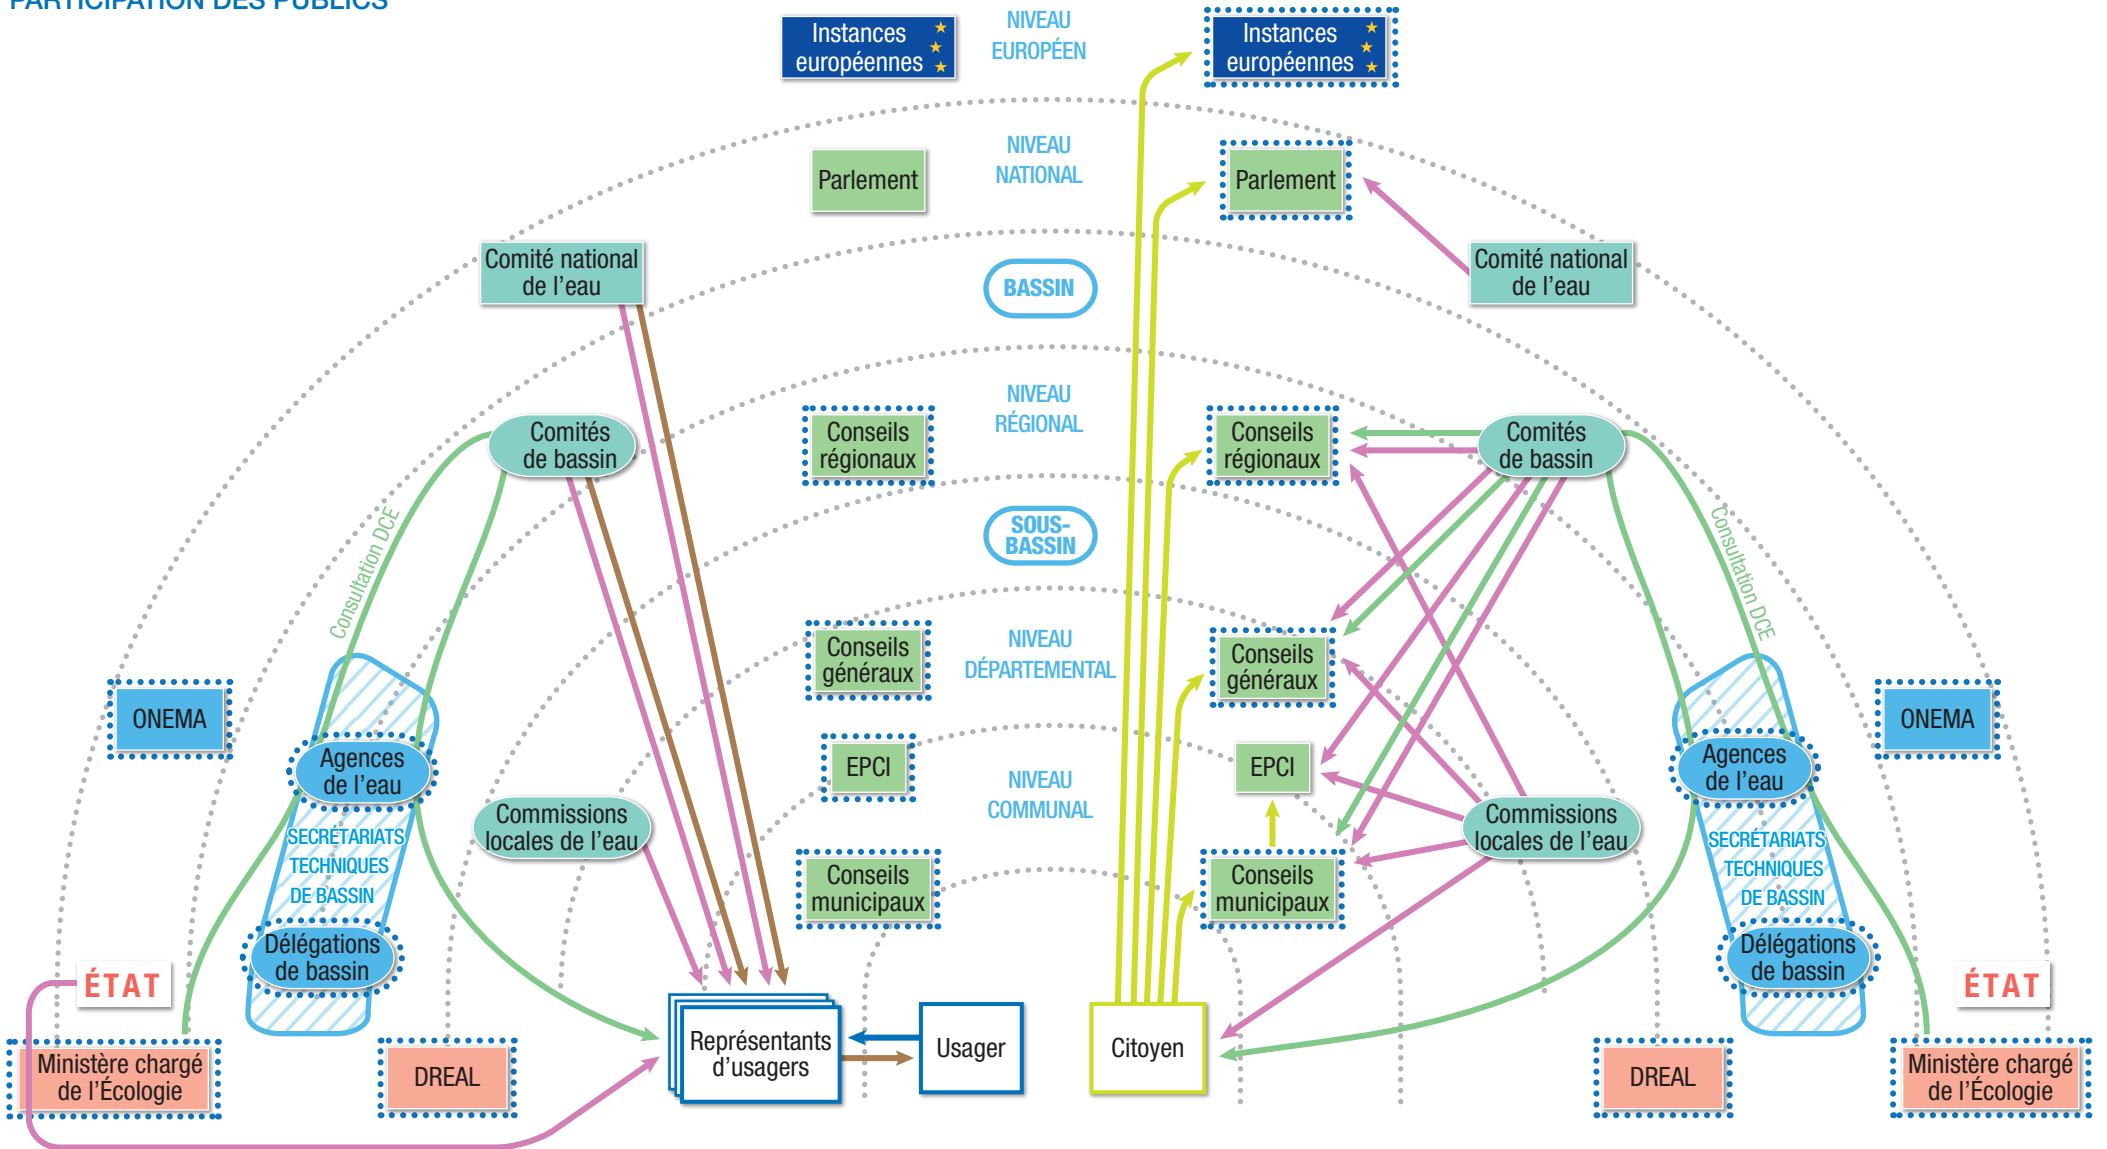 PARTICIPATION DES PUBLICS
Instances
européennes
NIVEAU
EUROPÉEN
Instances
européennes
NIVEAU
NATIONAL
Parlement
Parlement
Comité national
de l'eau
BASSIN
Comité national
de l'eau
NIVEAU
RÉGIONAL
Comités
de bassin
Conseils
régionaux
Conseils
régionaux
Comités
de bassin
Consultation DCE
SOUS-
BASSIN
Consultation DCE
Conseils
généraux
NIVEAU
DÉPARTEMENTAL
Conseils
généraux
ONEMA
ONEMA
Agences
de l'eau
EPCI
NIVEAU
COMMUNAL
EPCI
Agences
de l'eau
Commissions
locales de l'eau
Commissions
locales de l'eau
SECRÉTARIATS
TECHNIQUES
DE BASSIN
SECRÉTARIATS
TECHNIQUES
DE BASSIN
Conseils
municipaux
Conseils
municipaux
Délégations
de bassin
Délégations
de bassin
ÉTAT
ÉTAT
Ministère chargé
de l'Écologie
DREAL
Représentants
d'usagers
Usager
Citoyen
DREAL
Ministère chargé
de l'Écologie